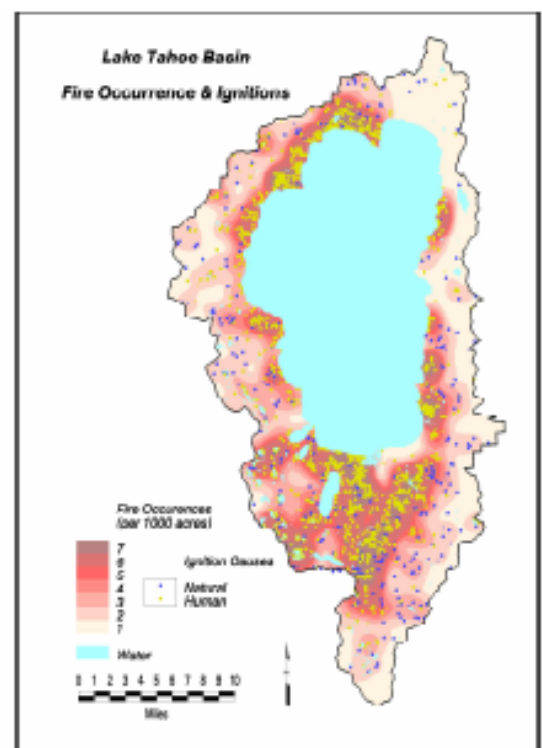 Lake Tahoe Basin
Fire Occurrence & Ignitions
Fire Occurences
(per 1000 acres)
7
6
5
4
3
2
1
Ignition Causes
Natural
Human
Water
0 1 2 3 4 5 6 7 8 9 10
Miles